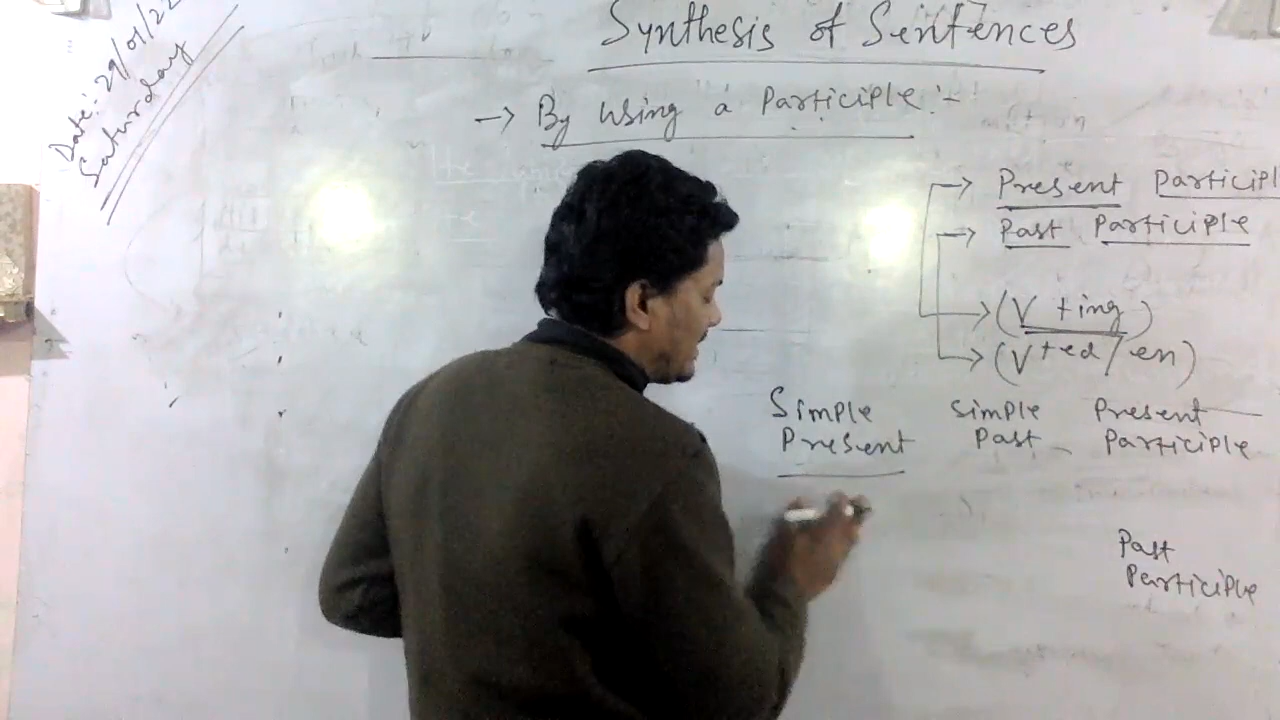 Date:- 29/01/22
Saturday
Synthesis of Sentences
→ By using a Participle :-
→ Present Participl
→ Past Participle
→ (V + ing)
→ (V + ed / en)
Simple Present
Simple Past
Present Participle
Past Participle